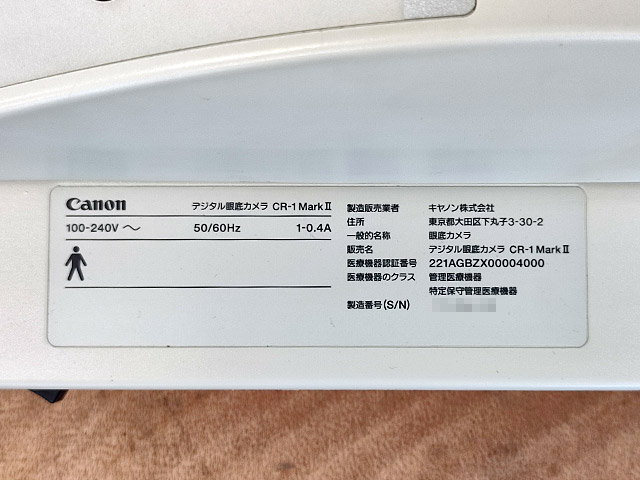 Canon デジタル眼底カメラ CR-1 Mark II
100-240V ～ 50/60Hz 1-0.4A
製造販売業者 キヤノン株式会社
住所 東京都大田区下丸子3-30-2
一般的名称 眼底カメラ
販売名 デジタル眼底カメラ CR-1 Mark II
医療機器認証番号 221AGBZX00004000
医療機器のクラス 管理医療機器
特定保守管理医療機器
製造番号(S/N)